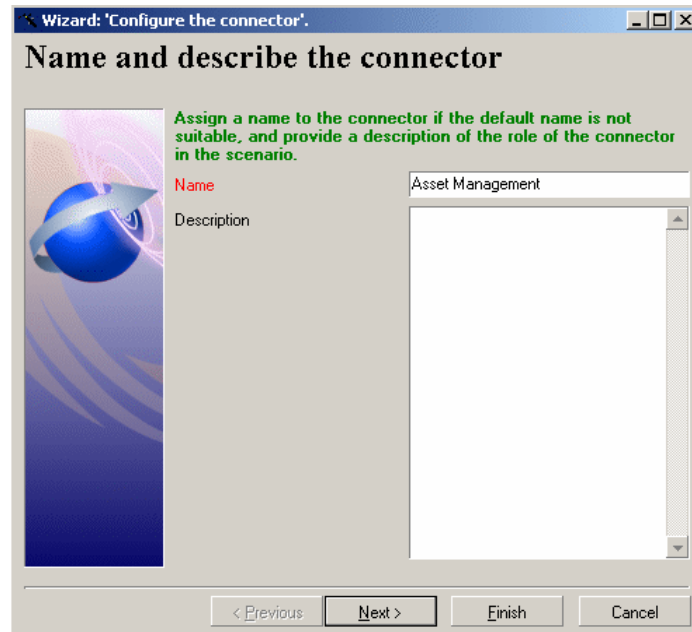 Wizard: 'Configure the connector'.
Name and describe the connector
Assign a name to the connector if the default name is not
suitable, and provide a description of the role of the connector
in the scenario.
Name
Asset Management
Description
< Previous
Next >
Finish
Cancel